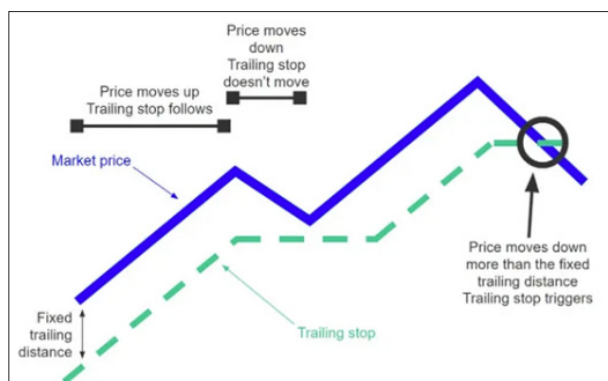 Price moves
down
Trailing stop
doesn't move
Price moves up
Trailing stop follows
Market price
Fixed
trailing
distance
Trailing stop
Price moves down
more than the fixed
trailing distance
Trailing stop triggers